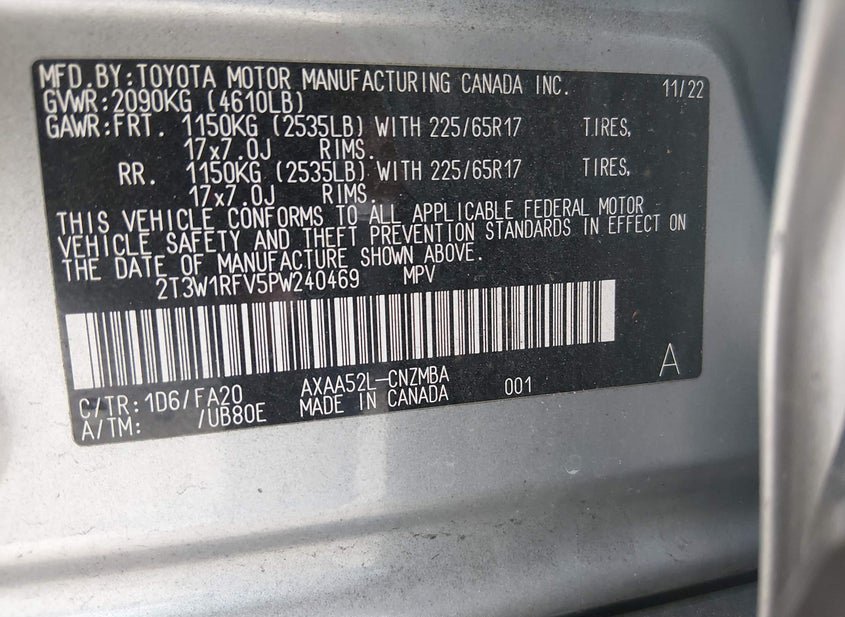 MFD. BY: TOYOTA MOTOR MANUFACTURING CANADA INC. 11/22
GVWR: 2090KG (4610LB)
GAWR: FRT. 1150KG (2535LB) WITH 225/65R17 TIRES,
17x7.0J RIMS.
RR. 1150KG (2535LB) WITH 225/65R17 TIRES,
17x7.0J RIMS.
THIS VEHICLE CONFORMS TO ALL APPLICABLE FEDERAL MOTOR
VEHICLE SAFETY AND THEFT PREVENTION STANDARDS IN EFFECT ON
THE DATE OF MANUFACTURE SHOWN ABOVE.
2T3W1RFV5PW240469 MPV
A
C/TR: 1D6/FA20 AXAA52L-CNZMBA 001
A/TM: /UB80E MADE IN CANADA